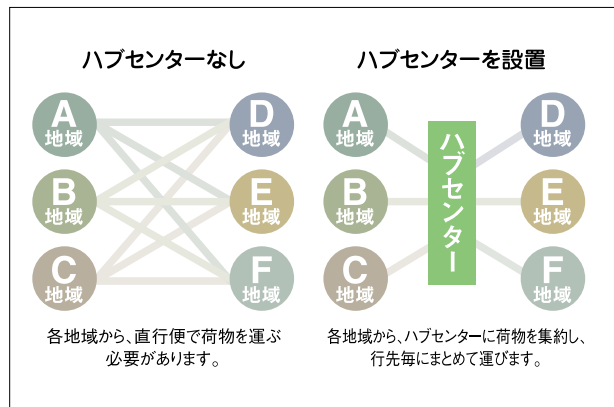 ハブセンターなし
A
地域
B
地域
C
地域
D
地域
E
地域
F
地域
各地域から、直行便で荷物を運ぶ
必要があります。
ハブセンターを設置
A
地域
B
地域
C
地域
ハブセンター
D
地域
E
地域
F
地域
各地域から、ハブセンターに荷物を集約し、
行先毎にまとめて運びます。